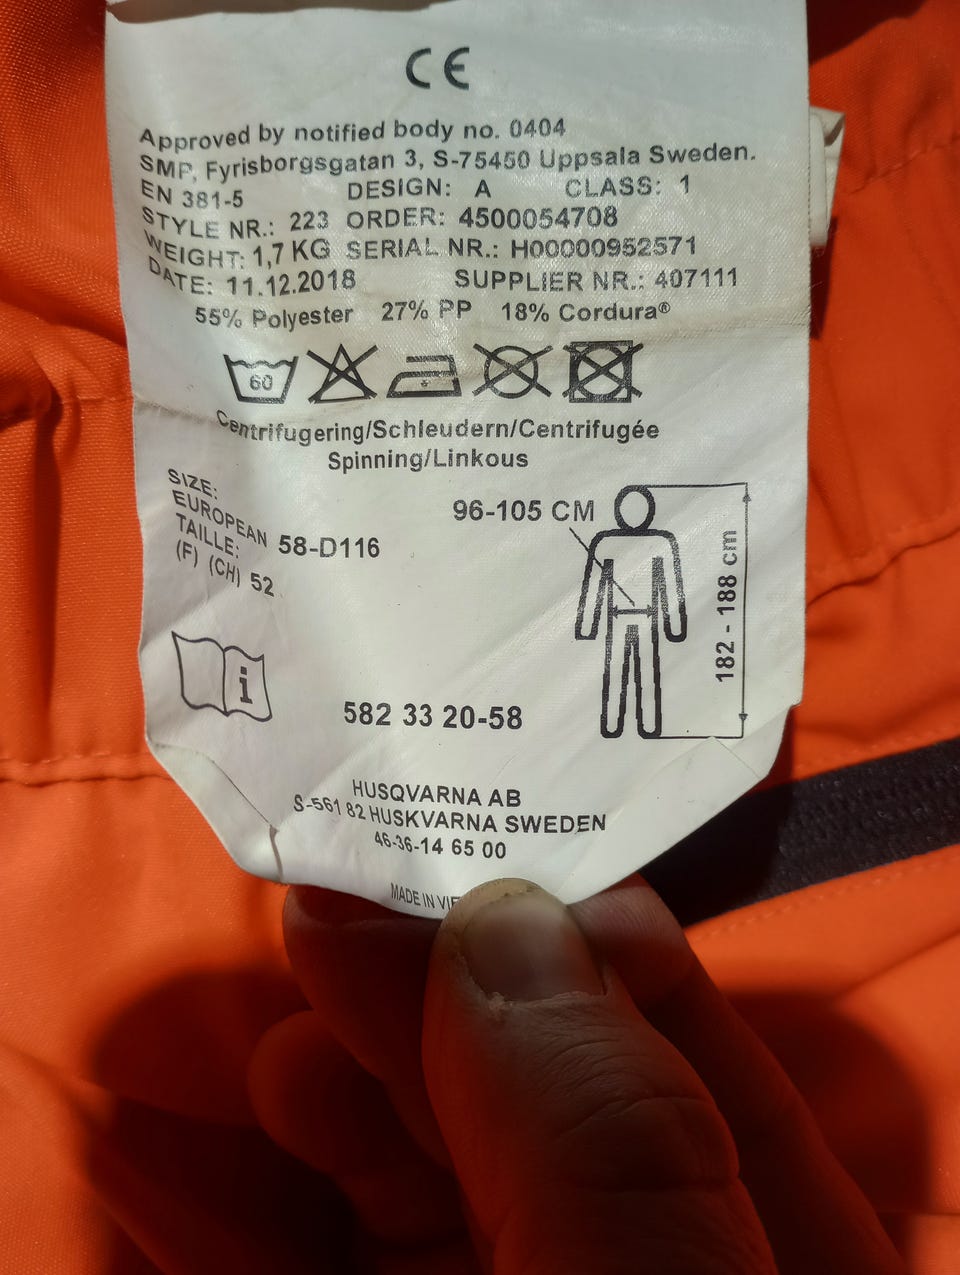 CE
Approved by notified body no. 0404
SMP, Fyrisborgsgatan 3, S-75450 Uppsala Sweden.
EN 381-5 DESIGN: A CLASS: 1
STYLE NR.: 223 ORDER: 4500054708
WEIGHT: 1,7 KG SERIAL NR.: H00000952571
DATE: 11.12.2018 SUPPLIER NR.: 407111
55% Polyester 27% PP 18% Cordura®
60
Centrifugering/Schleudern/Centrifugée
Spinning/Linkous
SIZE:
EUROPEAN 58-D116
TAILLE:
(F) (CH) 52
96-105 CM
182 - 188 cm
i
582 33 20-58
HUSQVARNA AB
S-561 82 HUSKVARNA SWEDEN
46-36-14 65 00
MADE IN